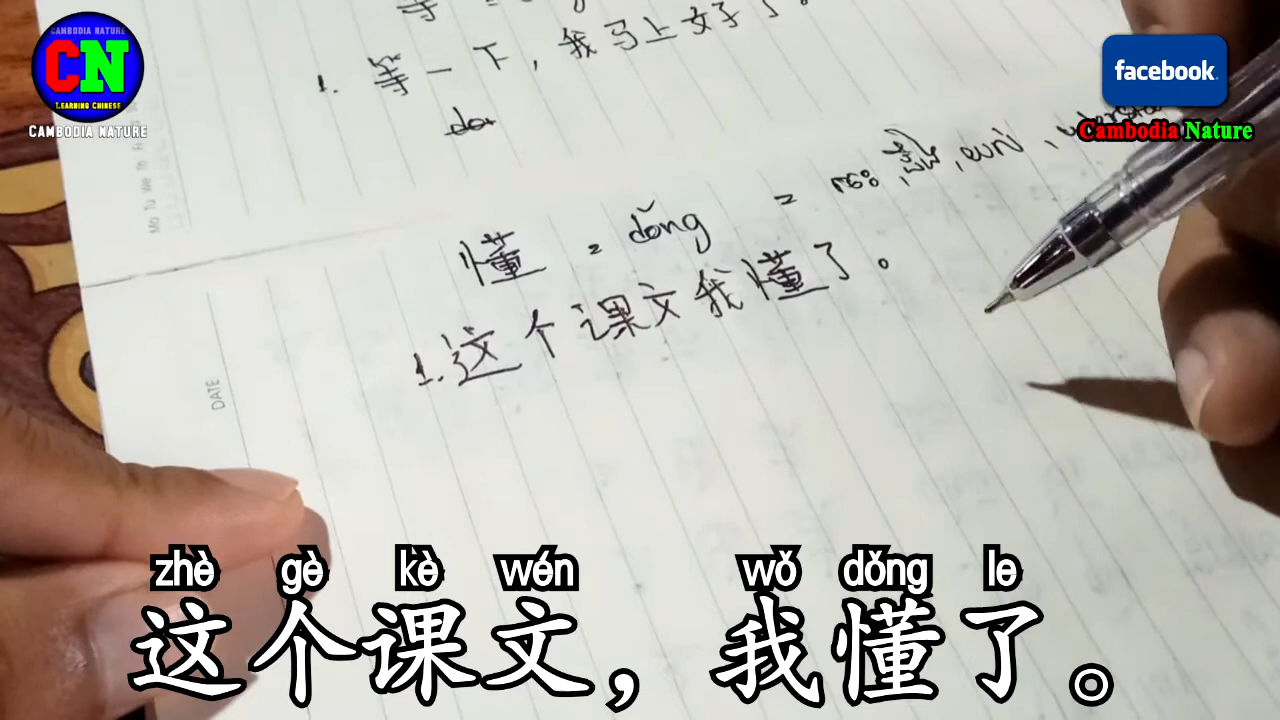 CAMBODIA NATURE
CN
LEARNING CHINESE
CAMBODIA NATURE
facebook
Cambodia Nature
1. 等一下，我马上好了。
懂 = dǒng =
1.这个课文我懂了。
DATE
zhè gè kè wén wǒ dǒng le
这个课文，我懂了。